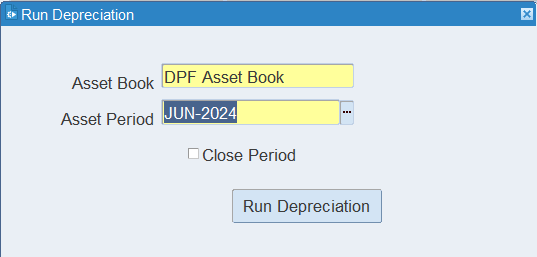 Run Depreciation
Asset Book DPF Asset Book
Asset Period JUN-2024 ...
Close Period
Run Depreciation